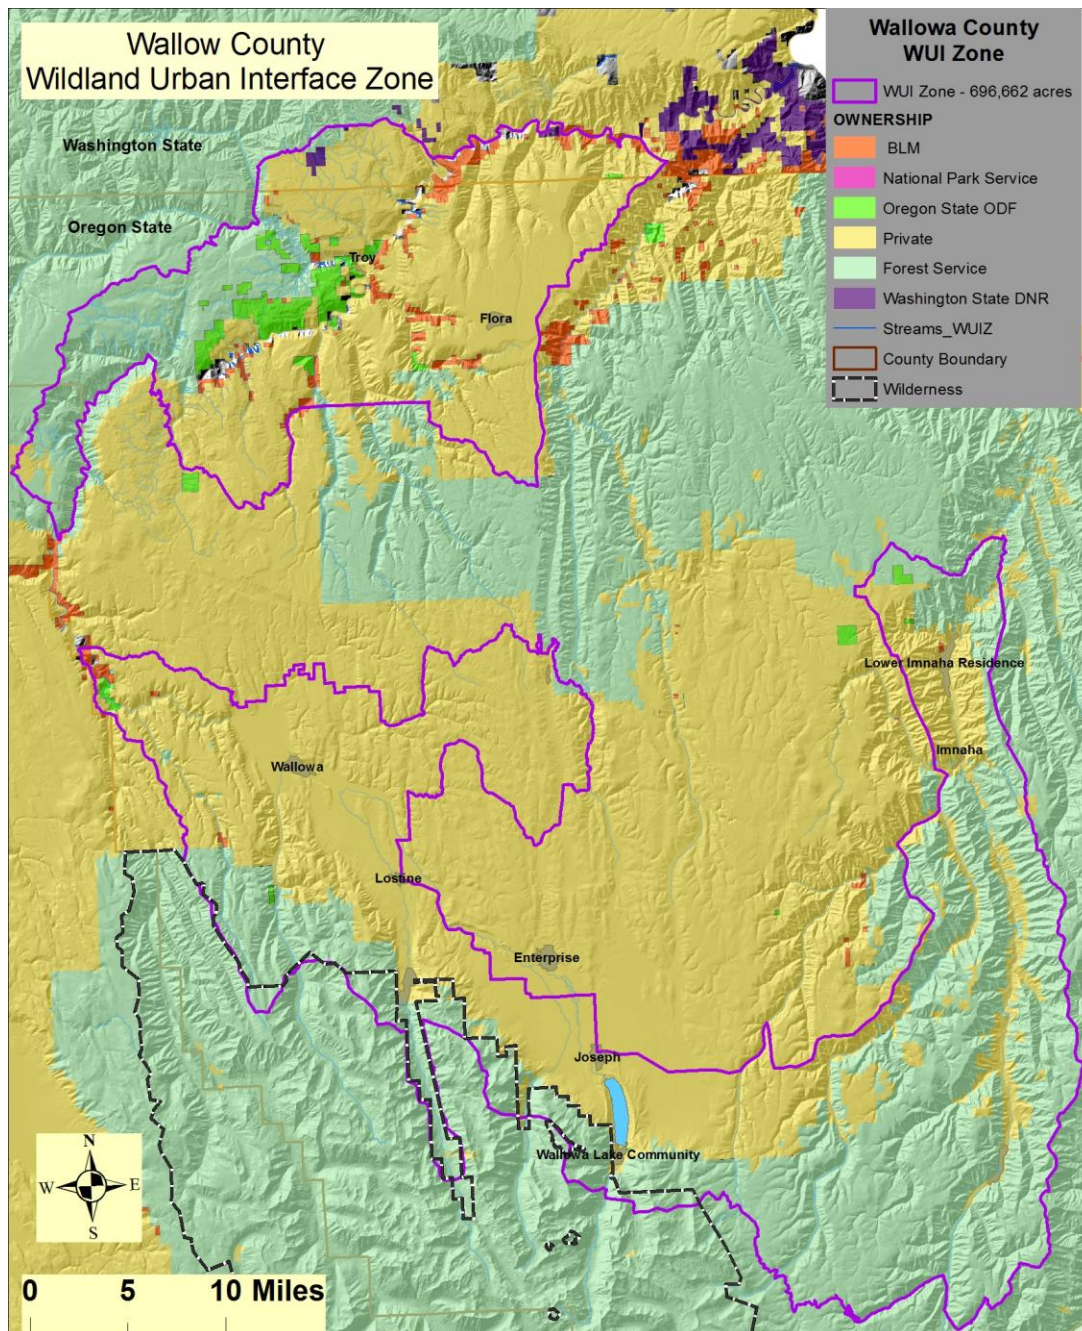 Wallow County
Wildland Urban Interface Zone
Wallowa County
WUI Zone
WUI Zone - 696,662 acres
OWNERSHIP
BLM
National Park Service
Oregon State ODF
Private
Forest Service
Washington State DNR
Streams_WUIZ
County Boundary
Wilderness
Washington State
Oregon State
Troy
Flora
Lower Imnaha Residence
Imnaha
Wallowa
Lostine
Enterprise
Joseph
Wallowa Lake Community
N
W E
S
0 5 10 Miles